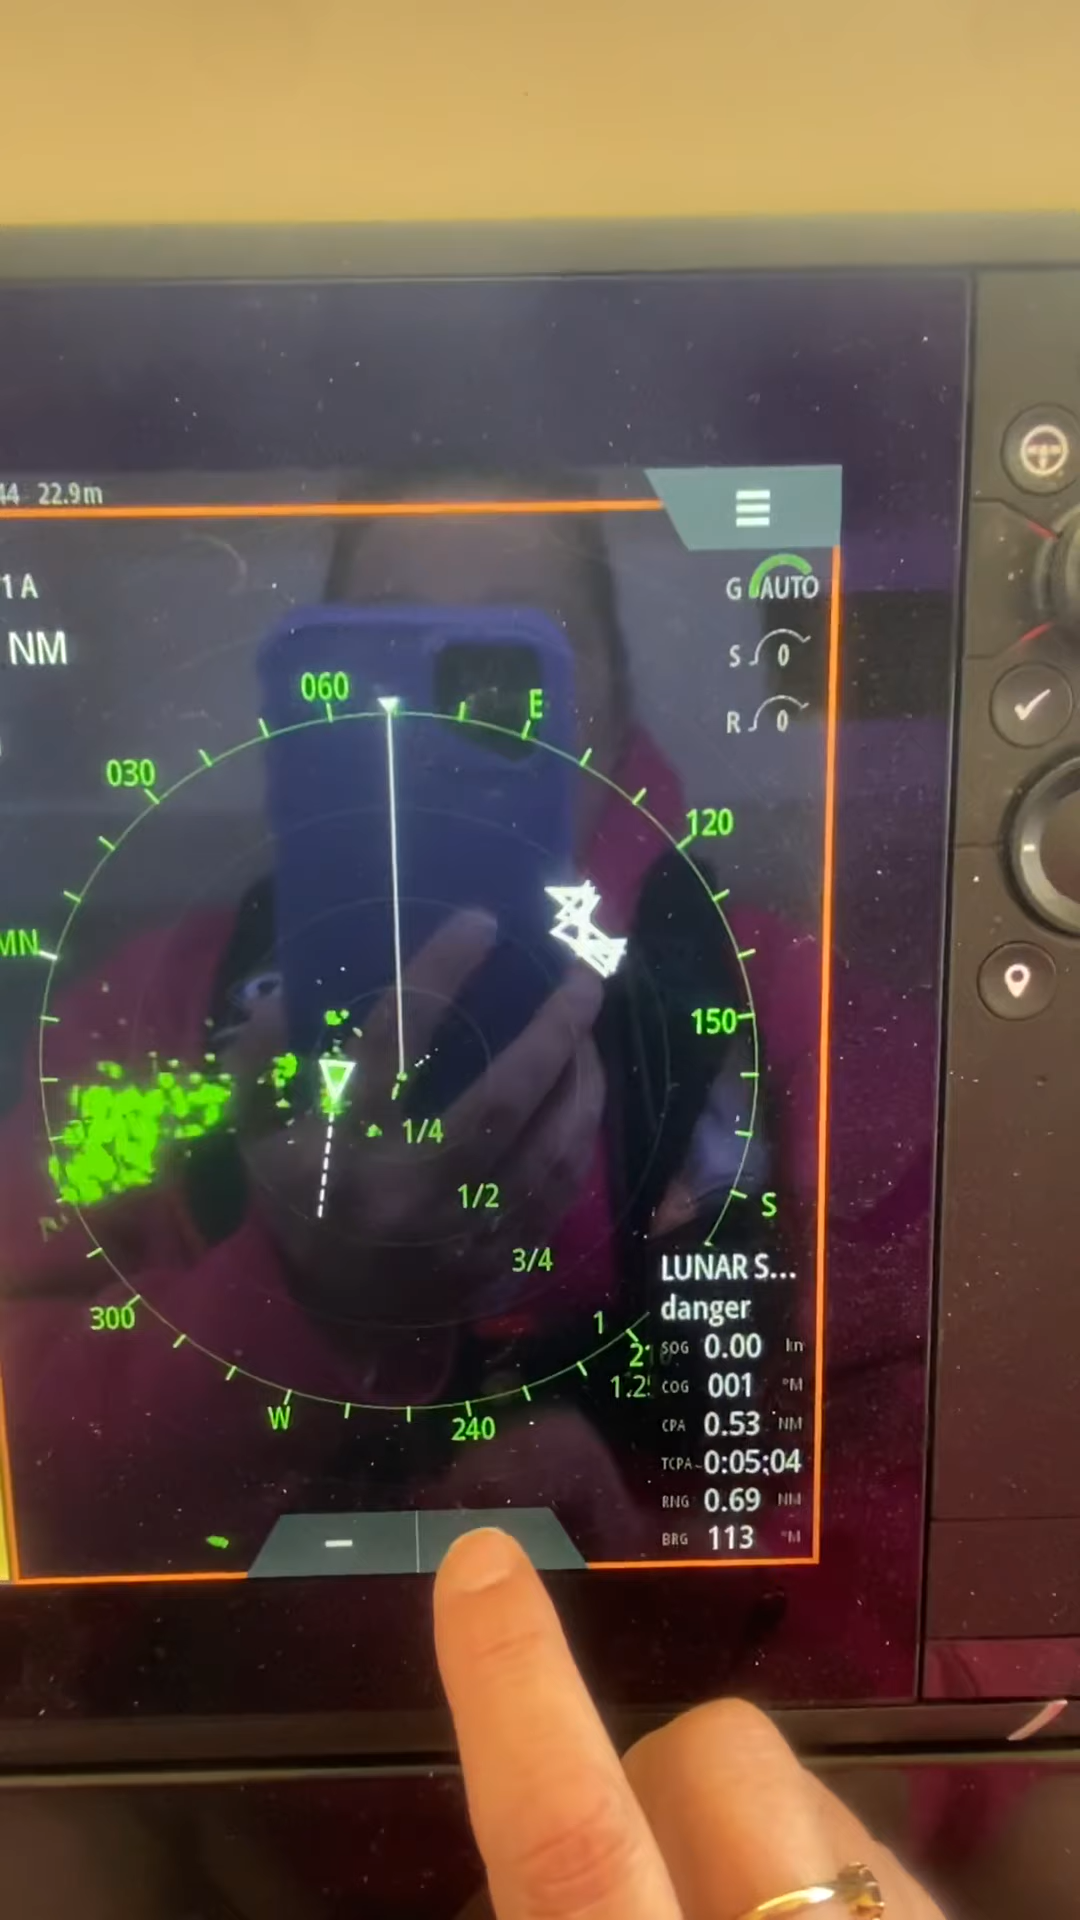 44 22.9m
1 A
NM
G AUTO
S 0
R 0
060
E
030
120
MN
150
1/4
1/2
S
3/4
300
1
W
240
LUNAR S...
danger
SOG 0.00 kn
COG 001 °M
CPA 0.53 NM
TCPA 0:05:04
RNG 0.69 NM
BRG 113 °M